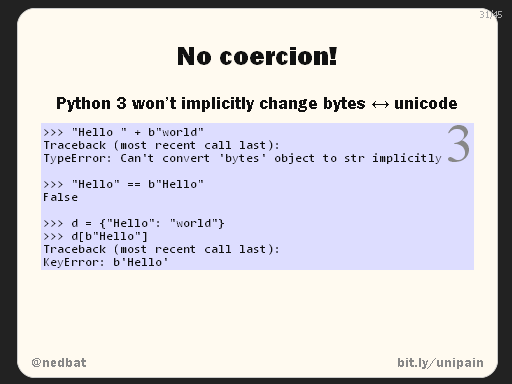 31/45
No coercion!
Python 3 won't implicitly change bytes ↔ unicode
3
>>> "Hello " + b"world"
Traceback (most recent call last):
TypeError: Can't convert 'bytes' object to str implicitly
>>> "Hello" == b"Hello"
False
>>> d = {"Hello": "world"}
>>> d[b"Hello"]
Traceback (most recent call last):
KeyError: b'Hello'
@nedbat
bit.ly/unipain